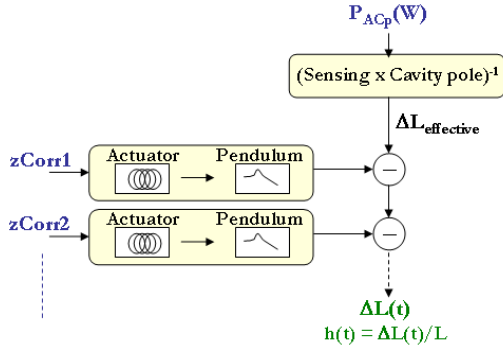 P_ACp(W)
(Sensing x Cavity pole)⁻¹
ΔL_effective
zCorr1
Actuator
Pendulum
−
zCorr2
Actuator
Pendulum
−
ΔL(t)
h(t) = ΔL(t)/L